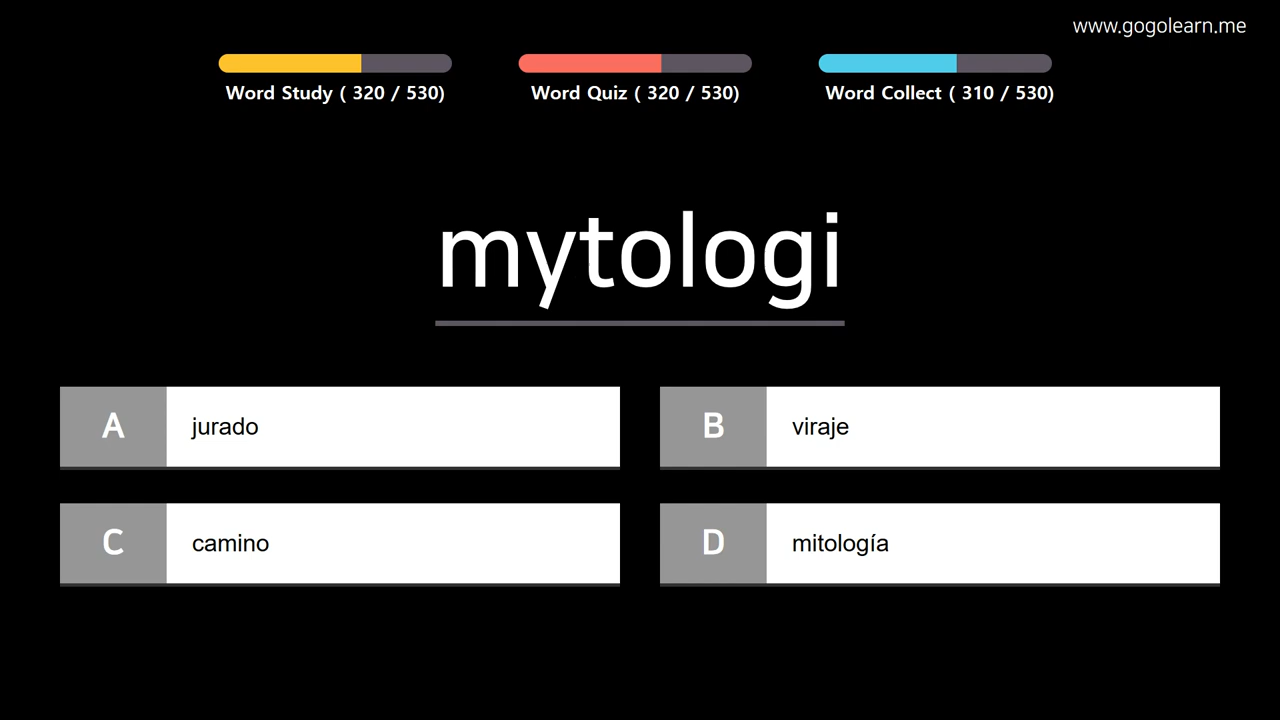 www.gogolearn.me
Word Study ( 320 / 530)
Word Quiz ( 320 / 530)
Word Collect ( 310 / 530)
mytologi
A jurado
B viraje
C camino
D mitología